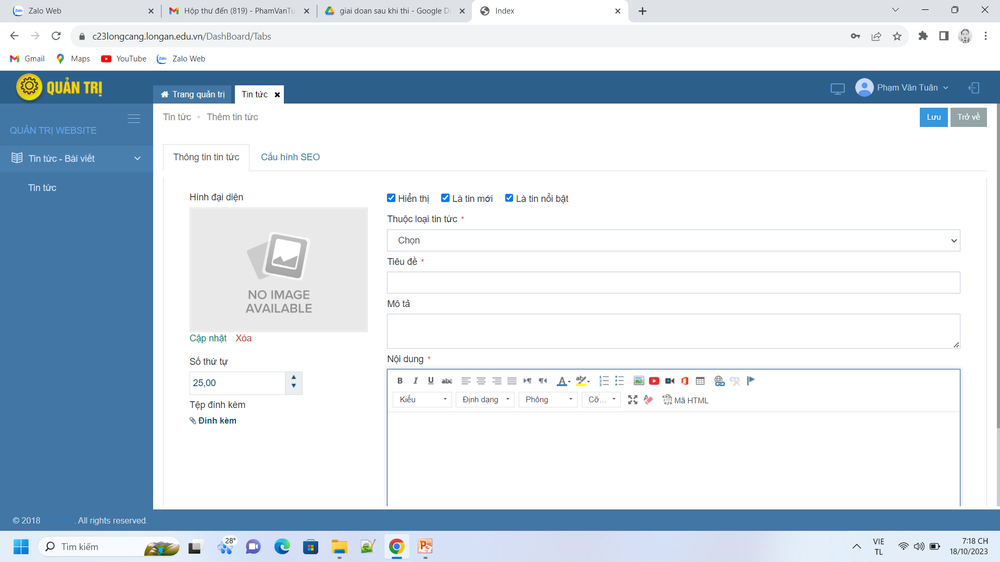 Zalo Web
Hộp thư đến (819) - PhamVanTu
giai doan sau khi thi - Google Dr
Index
c23longcang.longan.edu.vn/DashBoard/Tabs
Gmail
Maps
YouTube
Zalo Web
QUẢN TRỊ
Trang quản trị
Tin tức
Phạm Văn Tuân
QUẢN TRỊ WEBSITE
Tin tức - Bài viết
Tin tức
Tin tức • Thêm tin tức
Lưu
Trở về
Thông tin tin tức
Cấu hình SEO
Hình đại diện
NO IMAGE
AVAILABLE
Cập nhật Xóa
Số thứ tự
25,00
Tệp đính kèm
Đính kèm
Hiển thị Là tin mới Là tin nổi bật
Thuộc loại tin tức *
Chọn
Tiêu đề *
Mô tả
Nội dung *
B I U abc
Kiểu Định dạng Phông Cỡ... Mã HTML
© 2018 . All rights reserved.
Tìm kiếm
28°
VIE
TL
7:18 CH
18/10/2023